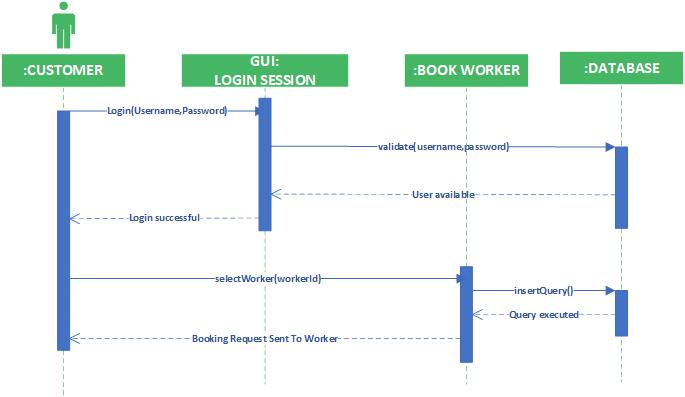 :CUSTOMER
GUI:
LOGIN SESSION
:BOOK WORKER
:DATABASE
Login(Username,Password)
validate(username,password)
User available
Login successful
selectWorker(workerId)
insertQuery()
Query executed
Booking Request Sent To Worker